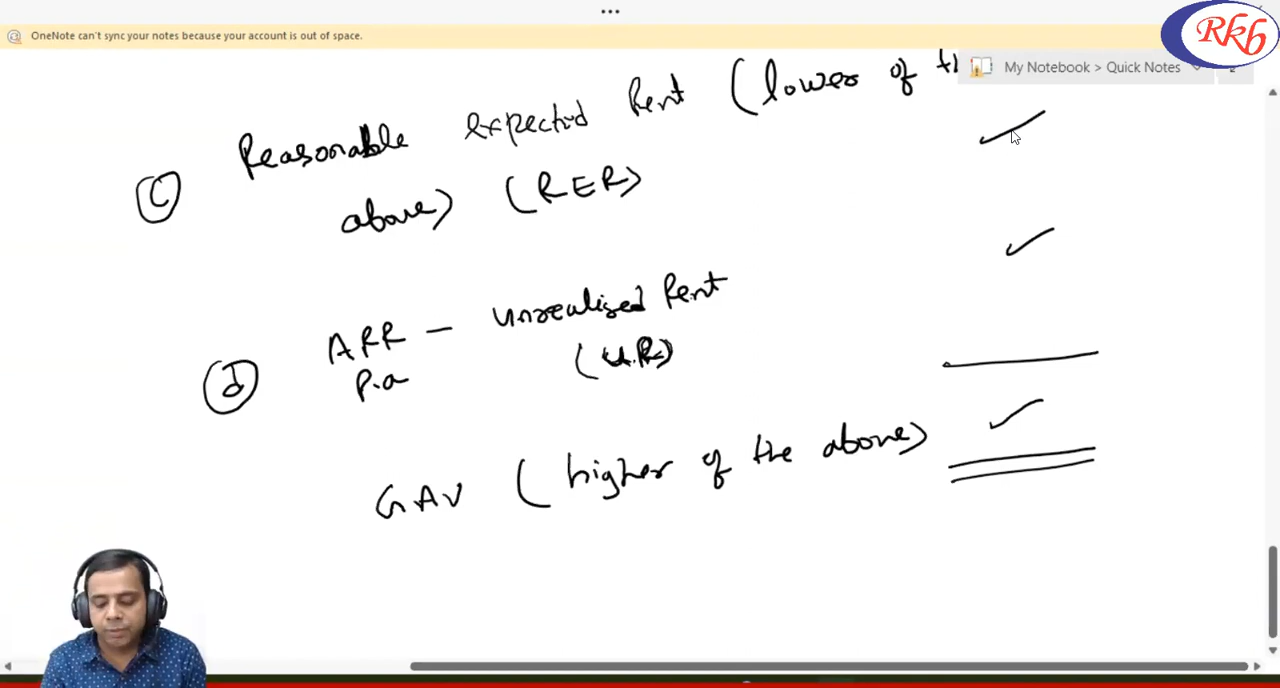 OneNote can't sync your notes because your account is out of space.
Rkb
My Notebook > Quick Notes
(C) Reasonable expected Rent (lower of
above) (RER)
(d) ARR - unrealised Rent
p.a (U.R)
GAV (higher of the above)